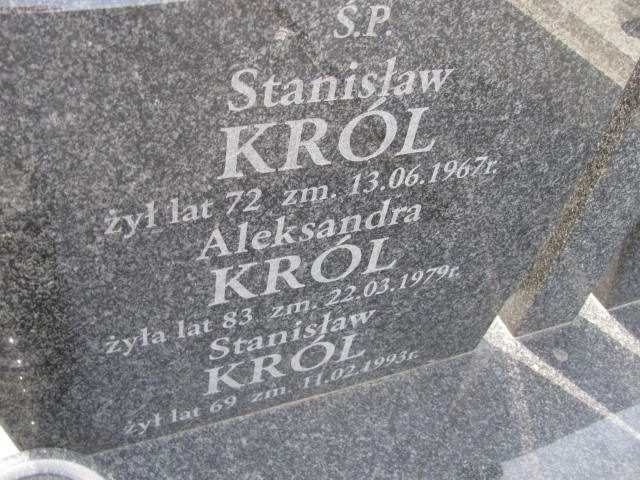 Ś.P.
Stanisław
KRÓL
żył lat 72 zm. 13.06.1967r.
Aleksandra
KRÓL
żyła lat 83 zm. 22.03.1979r.
Stanisław
KRÓL
żył lat 69 zm. 11.02.1993r.